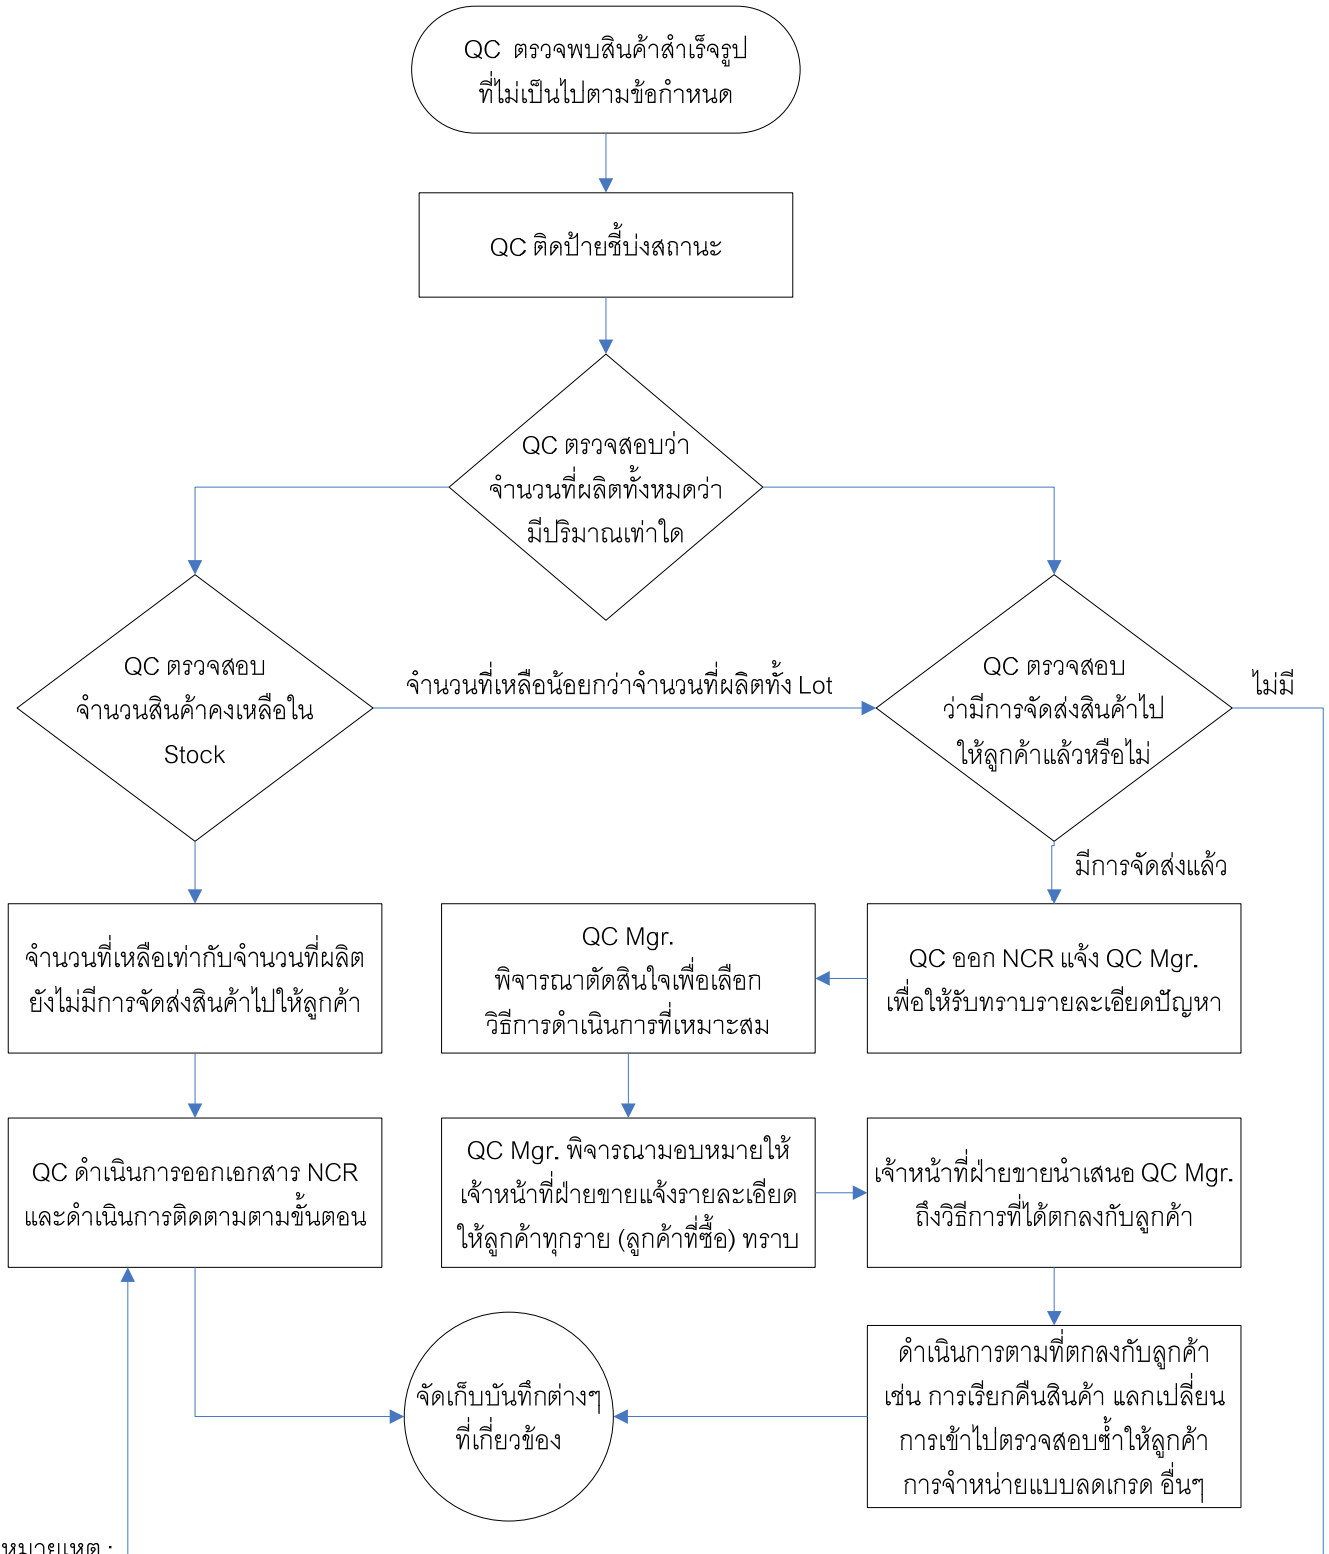 QC ตรวจพบสินค้าสำเร็จรูป
ที่ไม่เป็นไปตามข้อกำหนด
QC ติดป้ายชี้บ่งสถานะ
QC ตรวจสอบว่า
จำนวนที่ผลิตทั้งหมดว่า
มีปริมาณเท่าใด
QC ตรวจสอบ
จำนวนสินค้าคงเหลือใน
Stock
จำนวนที่เหลือน้อยกว่าจำนวนที่ผลิตทั้ง Lot
QC ตรวจสอบ
ว่ามีการจัดส่งสินค้าไป
ให้ลูกค้าแล้วหรือไม่
ไม่มี
มีการจัดส่งแล้ว
จำนวนที่เหลือเท่ากับจำนวนที่ผลิต
ยังไม่มีการจัดส่งสินค้าไปให้ลูกค้า
QC Mgr.
พิจารณาตัดสินใจเพื่อเลือก
วิธีการดำเนินการที่เหมาะสม
QC ออก NCR แจ้ง QC Mgr.
เพื่อให้รับทราบรายละเอียดปัญหา
QC ดำเนินการออกเอกสาร NCR
และดำเนินการติดตามตามขั้นตอน
QC Mgr. พิจารณามอบหมายให้
เจ้าหน้าที่ฝ่ายขายแจ้งรายละเอียด
ให้ลูกค้าทุกราย (ลูกค้าที่ซื้อ) ทราบ
เจ้าหน้าที่ฝ่ายขายนำเสนอ QC Mgr.
ถึงวิธีการที่ได้ตกลงกับลูกค้า
จัดเก็บบันทึกต่างๆ
ที่เกี่ยวข้อง
ดำเนินการตามที่ตกลงกับลูกค้า
เช่น การเรียกคืนสินค้า แลกเปลี่ยน
การเข้าไปตรวจสอบซ้ำให้ลูกค้า
การจำหน่ายแบบลดเกรด อื่นๆ
หมายเหตุ :